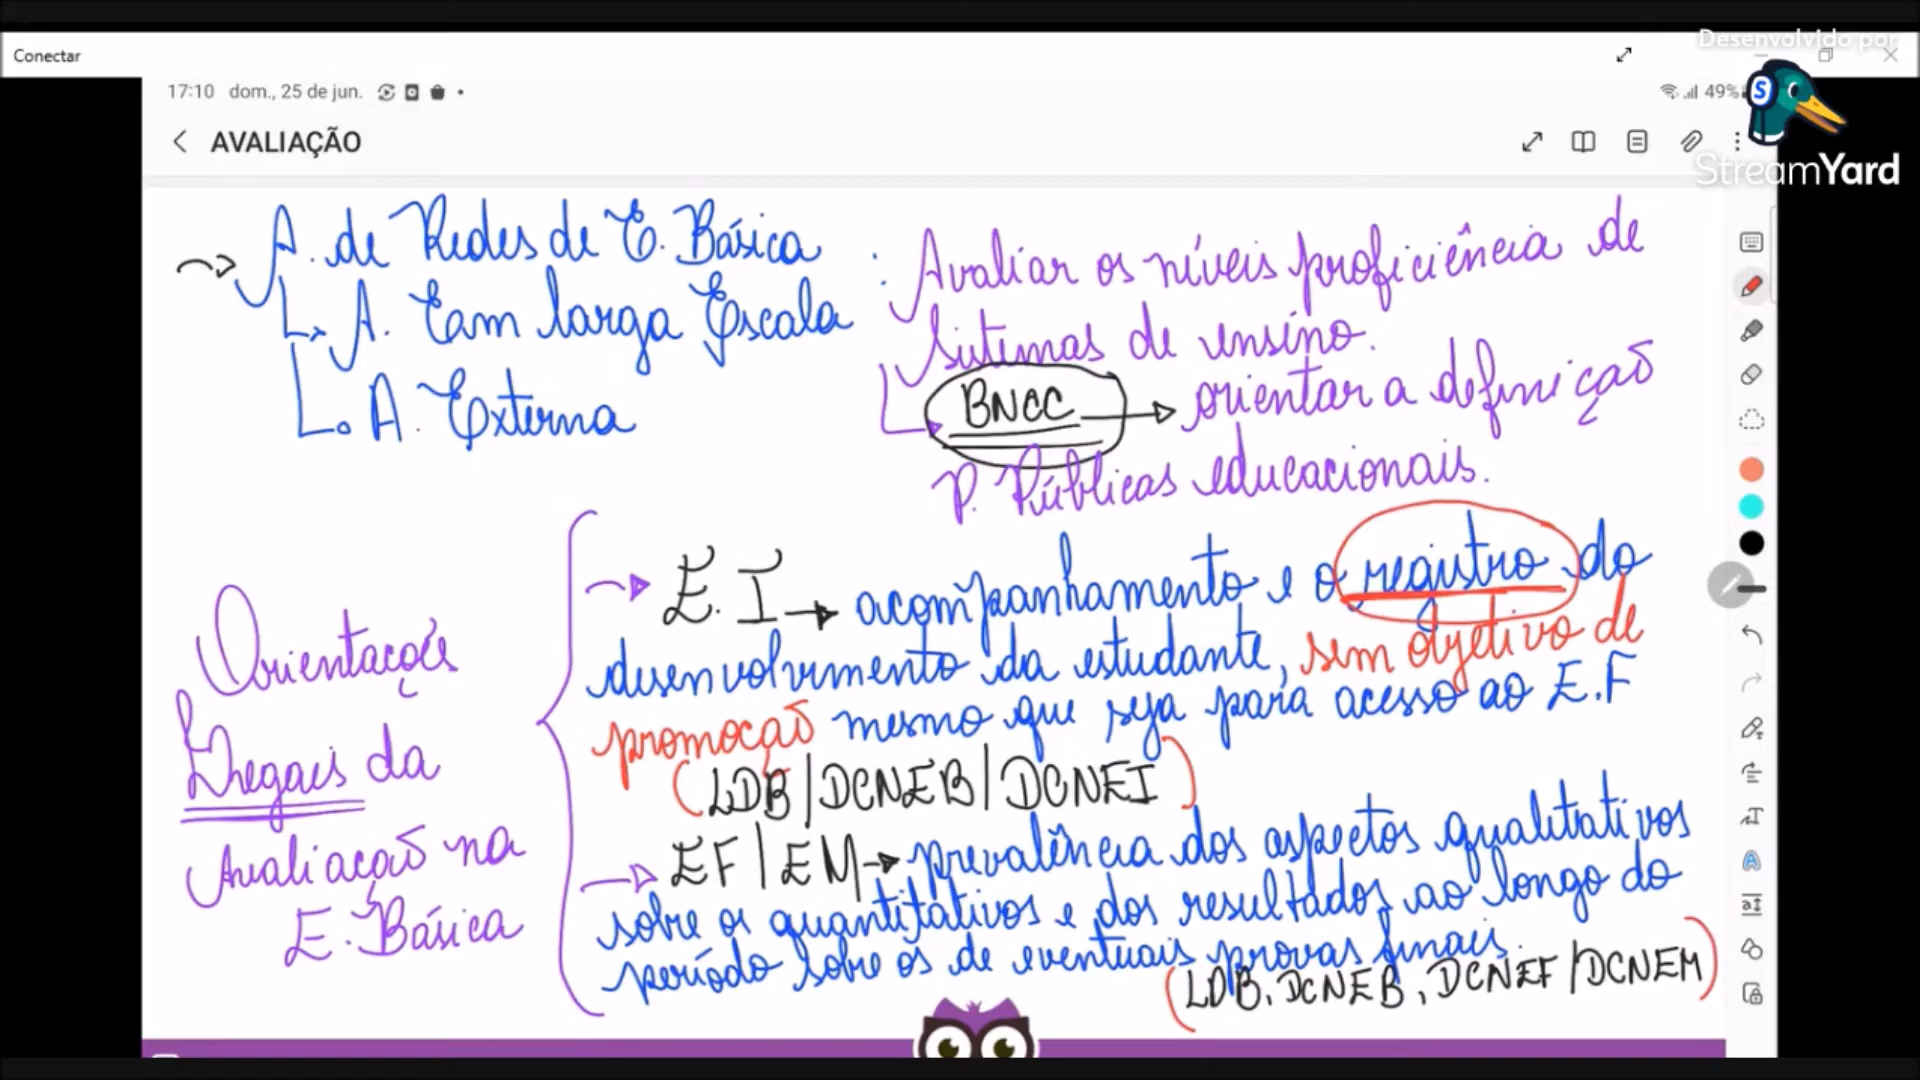 Desenvolvido por
Conectar
17:10 dom., 25 de jun.
49%
AVALIAÇÃO
StreamYard
A. de Redes de E. Básica
A. Eam larga Escala
A. Externa
: Avaliar os níveis proficiência de
sistemas de ensino.
BNCC → orientar a definição
P. Públicas educacionais.
Orientações
Legais da
Avaliação na
E. Básica
E.I → acompanhamento e o registro do
desenvolvimento da estudante, sem objetivo de
promoção mesmo que seja para acesso ao E.F
(LDB|DCNEB|DCNEI)
EF|EM → prevalência dos aspectos qualitativos
sobre os quantitativos e dos resultados ao longo do
período sobre os de eventuais provas finais.
(LDB, DCNEB, DCNEF/DCNEM)